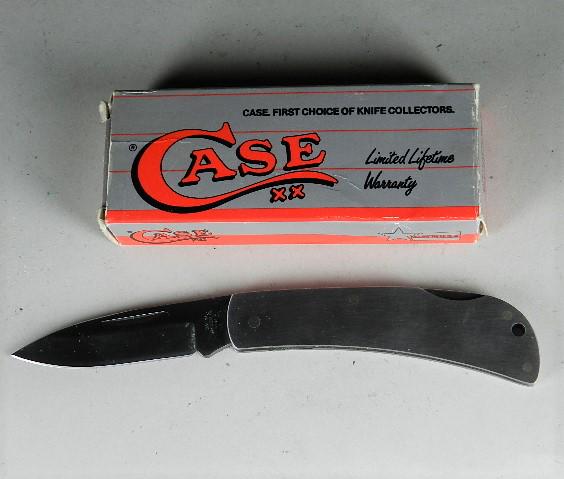 CASE. FIRST CHOICE OF KNIFE COLLECTORS.
® CASE
XX
Limited Lifetime
Warranty
CASE